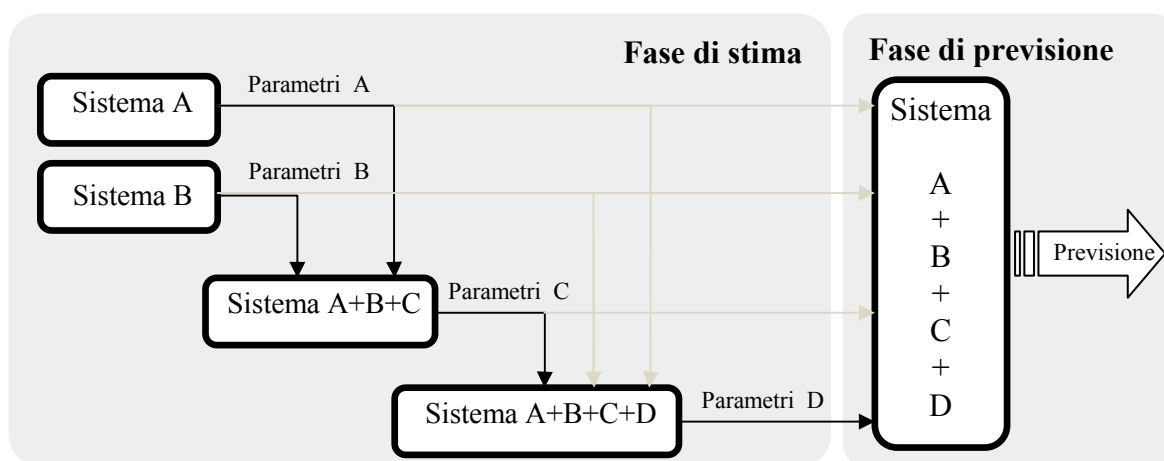 Fase di stima
Fase di previsione
Parametri A
Sistema A
Sistema
Parametri B
Sistema B
A
+
B
+
C
+
D
Previsione
Sistema A+B+C
Parametri C
Sistema A+B+C+D
Parametri D